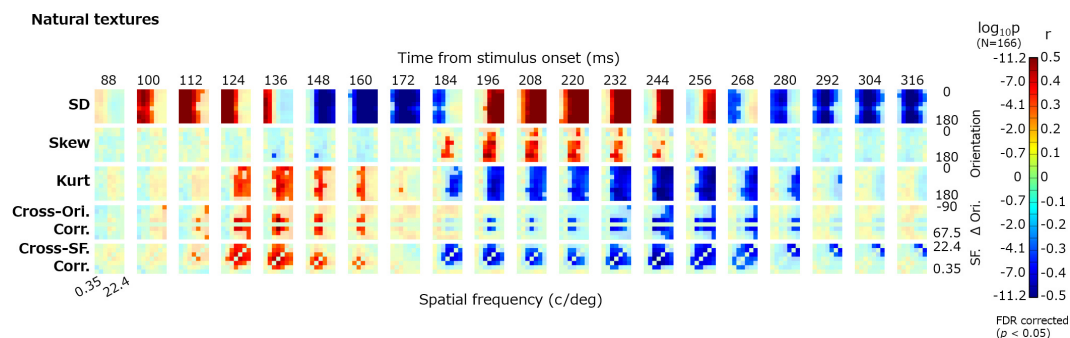 Natural textures
Time from stimulus onset (ms)
88 100 112 124 136 148 160 172 184 196 208 220 232 244 256 268 280 292 304 316
SD
Skew
Kurt
Cross-Ori.
Corr.
Cross-SF.
Corr.
0.35 22.4
Spatial frequency (c/deg)
0
180
0
180
0
180
-90
67.5
22.4
0.35
Orientation
Δ Ori.
SF.
log₁₀p
(N=166)
r
-11.2 0.5
-7.0 0.4
-4.1 0.3
-2.0 0.2
-0.7 0.1
0 0
-0.7 -0.1
-2.0 -0.2
-4.1 -0.3
-7.0 -0.4
-11.2 -0.5
FDR corrected
(p < 0.05)